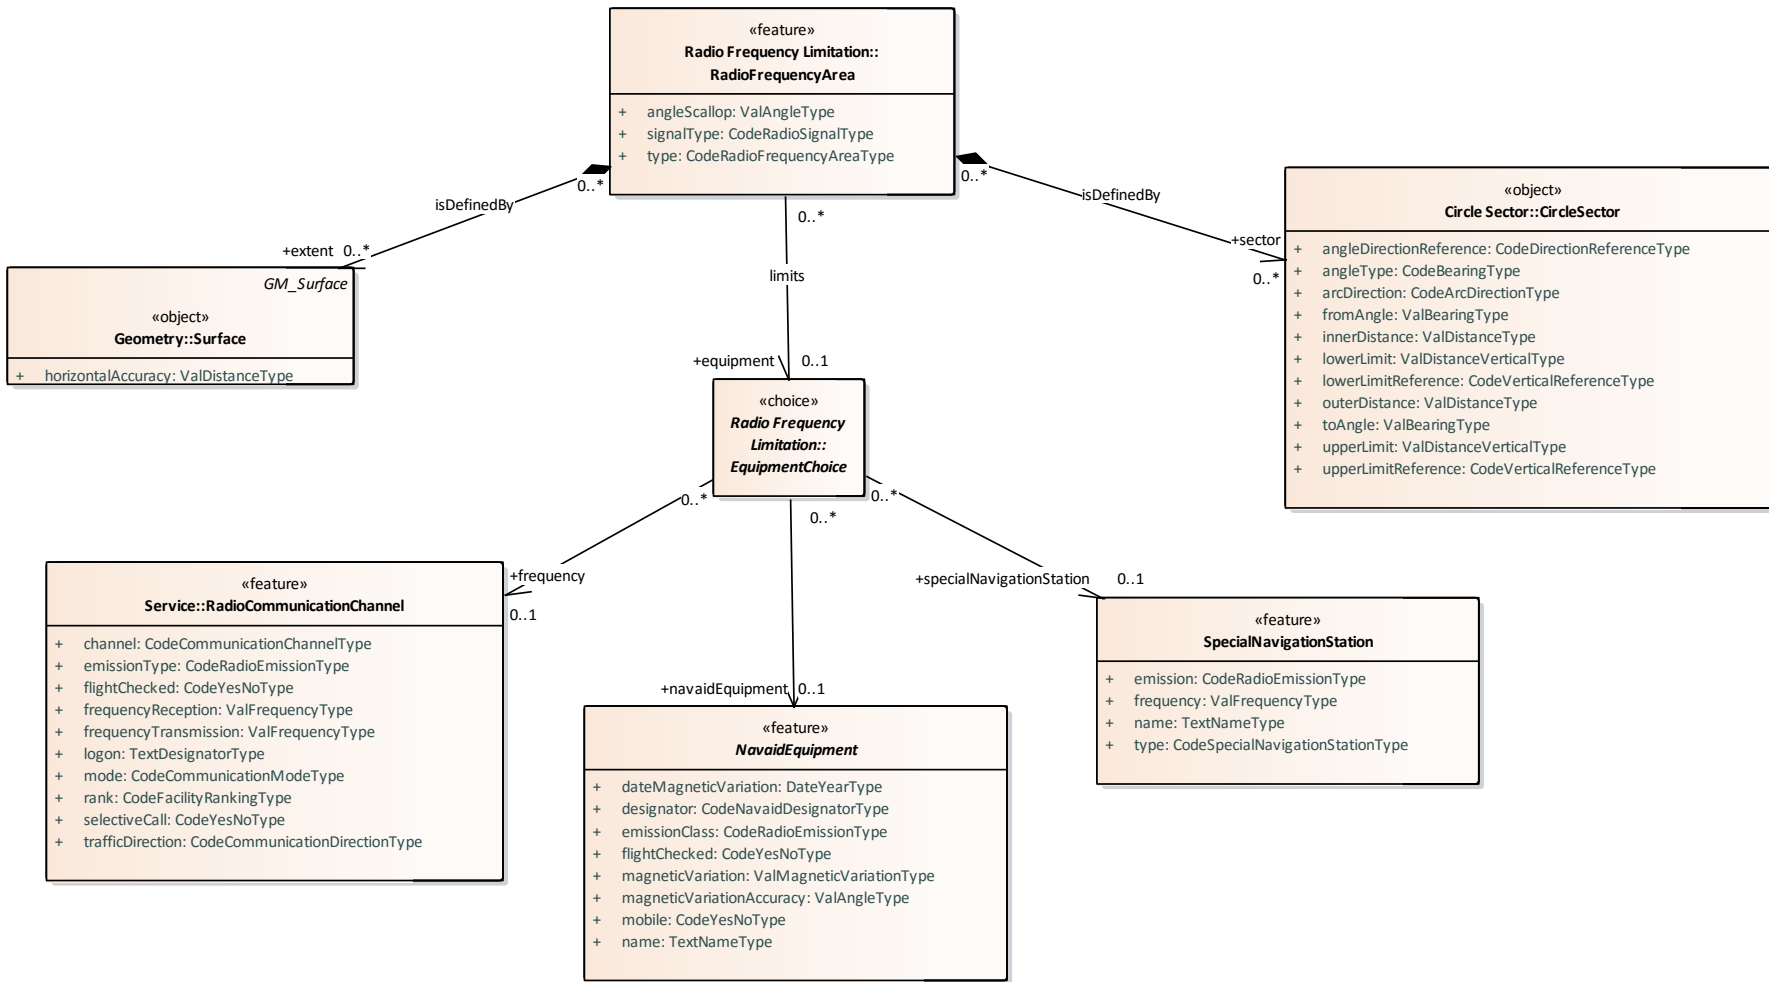 «feature»
Radio Frequency Limitation::
RadioFrequencyArea
+ angleScallop: ValAngleType
+ signalType: CodeRadioSignalType
+ type: CodeRadioFrequencyAreaType
0..*
isDefinedBy
+extent 0..*
0..*
limits
+equipment 0..1
0..*
isDefinedBy
+sector
0..*
GM_Surface
«object»
Geometry::Surface
+ horizontalAccuracy: ValDistanceType
«object»
Circle Sector::CircleSector
+ angleDirectionReference: CodeDirectionReferenceType
+ angleType: CodeBearingType
+ arcDirection: CodeArcDirectionType
+ fromAngle: ValBearingType
+ innerDistance: ValDistanceType
+ lowerLimit: ValDistanceVerticalType
+ lowerLimitReference: CodeVerticalReferenceType
+ outerDistance: ValDistanceType
+ toAngle: ValBearingType
+ upperLimit: ValDistanceVerticalType
+ upperLimitReference: CodeVerticalReferenceType
«choice»
Radio Frequency
Limitation::
EquipmentChoice
0..*
+frequency
0..1
0..*
+navaidEquipment 0..1
0..*
+specialNavigationStation 0..1
«feature»
Service::RadioCommunicationChannel
+ channel: CodeCommunicationChannelType
+ emissionType: CodeRadioEmissionType
+ flightChecked: CodeYesNoType
+ frequencyReception: ValFrequencyType
+ frequencyTransmission: ValFrequencyType
+ logon: TextDesignatorType
+ mode: CodeCommunicationModeType
+ rank: CodeFacilityRankingType
+ selectiveCall: CodeYesNoType
+ trafficDirection: CodeCommunicationDirectionType
«feature»
NavaidEquipment
+ dateMagneticVariation: DateYearType
+ designator: CodeNavaidDesignatorType
+ emissionClass: CodeRadioEmissionType
+ flightChecked: CodeYesNoType
+ magneticVariation: ValMagneticVariationType
+ magneticVariationAccuracy: ValAngleType
+ mobile: CodeYesNoType
+ name: TextNameType
«feature»
SpecialNavigationStation
+ emission: CodeRadioEmissionType
+ frequency: ValFrequencyType
+ name: TextNameType
+ type: CodeSpecialNavigationStationType